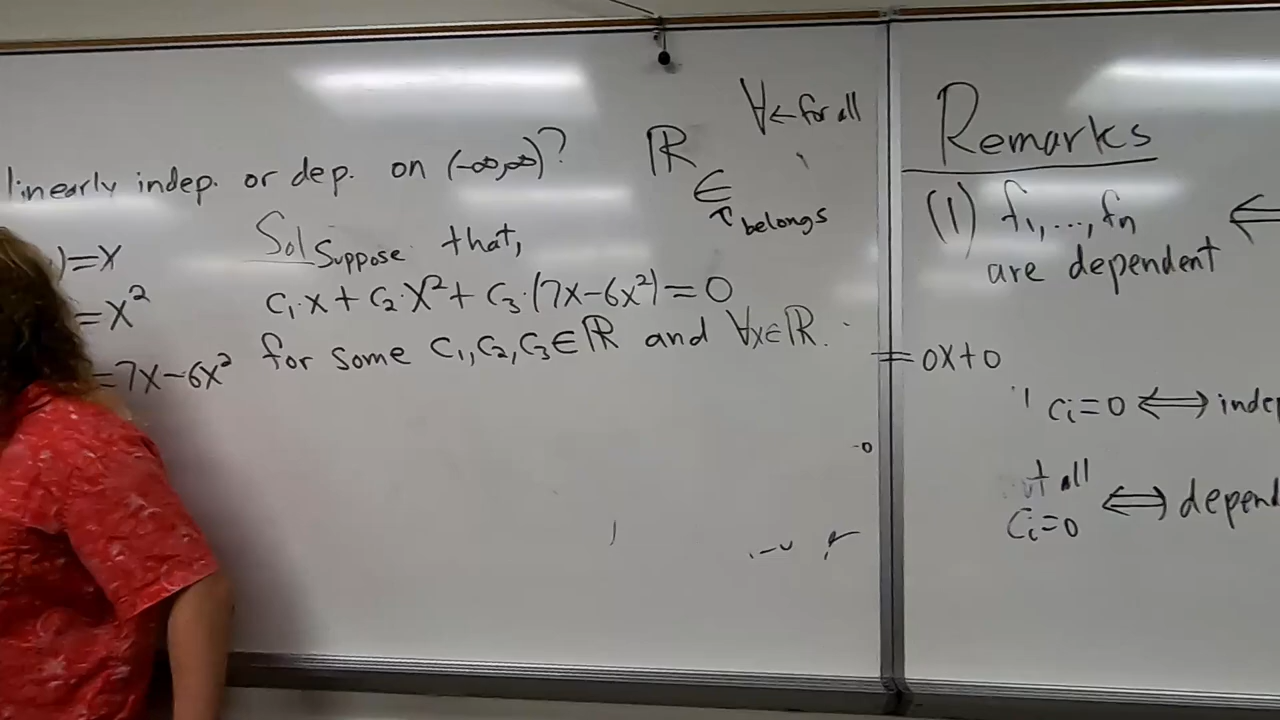 linearly indep. or dep. on (-∞,∞)?
)=x
=x²
=7x-6x²
Sol Suppose that,
c₁·x + c₂·x² + c₃·(7x-6x²) = 0
for some c₁,c₂,c₃∈ℝ and ∀x∈ℝ.
∀ ← for all
ℝ
∈
↖ belongs
Remarks
(1) f₁,...,fn ⇐
are dependent
= 0x+0
ci=0 ⟺ indep
all
ci=0 ⟺ depend